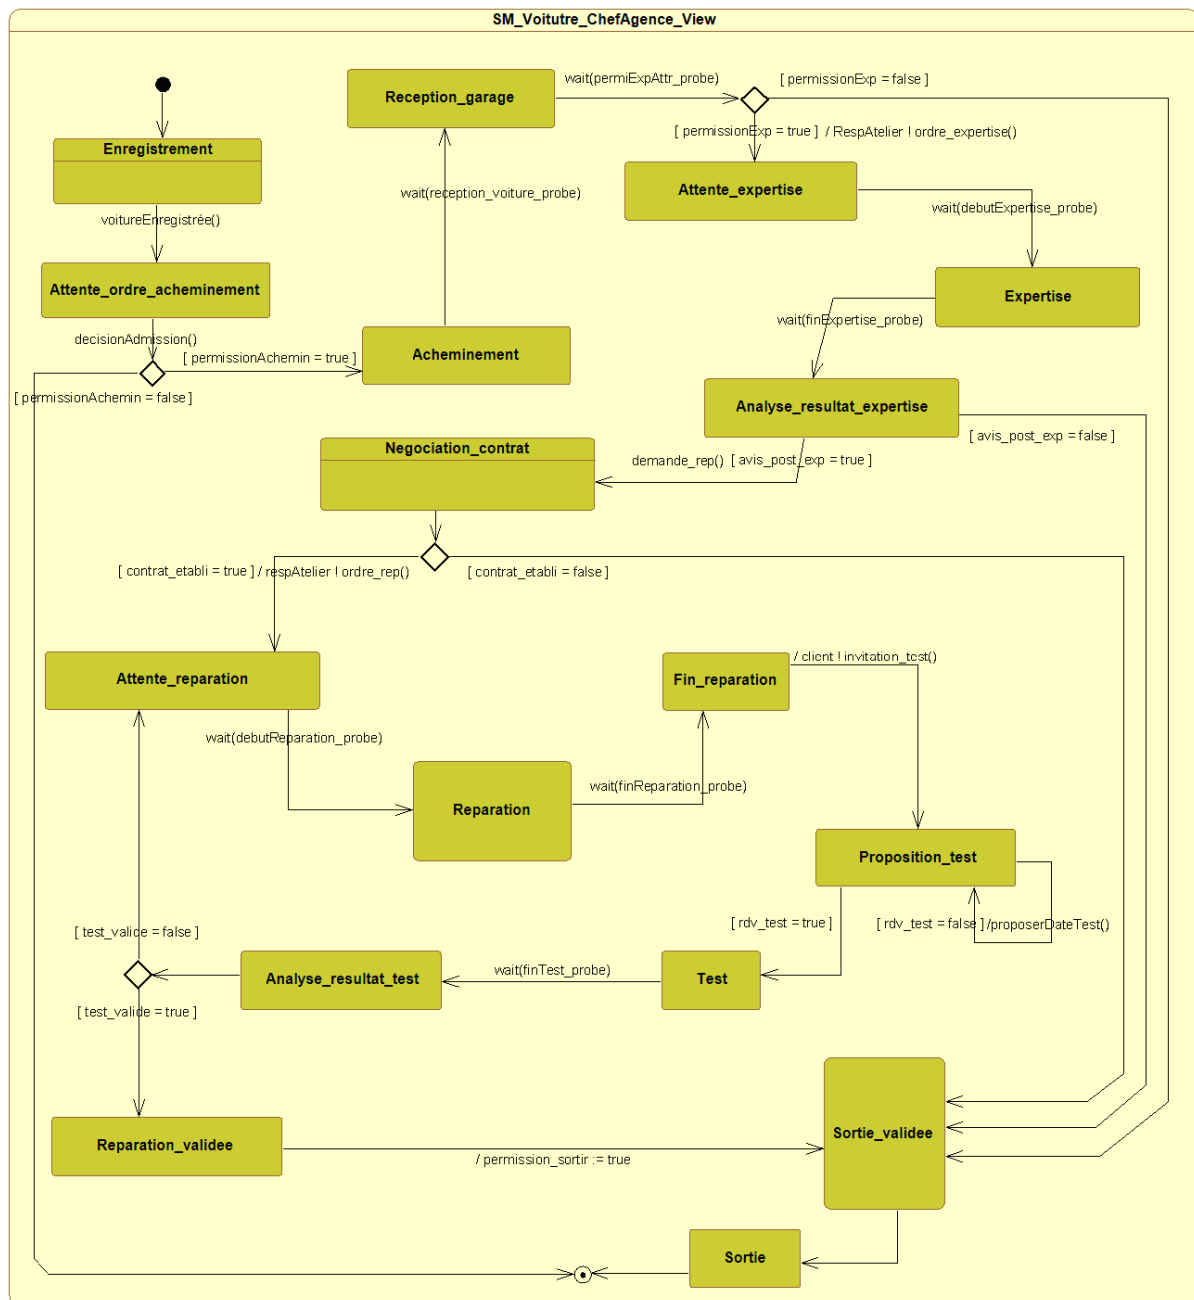 SM_Voitutre_ChefAgence_View
Reception_garage
wait(permiExpAttr_probe)
[ permissionExp = false ]
[ permissionExp = true ] / RespAtelier ! ordre_expertise()
Enregistrement
Attente_expertise
wait(reception_voiture_probe)
wait(debutExpertise_probe)
voitureEnregistrée()
Attente_ordre_acheminement
Expertise
wait(finExpertise_probe)
decisionAdmission()
[ permissionAchemin = true ]
Acheminement
[ permissionAchemin = false ]
Analyse_resultat_expertise
[ avis_post_exp = false ]
Negociation_contrat
demande_rep() [ avis_post_exp = true ]
[ contrat_etabli = true ] / respAtelier ! ordre_rep()
[ contrat_etabli = false ]
Attente_reparation
/ client ! invitation_test()
Fin_reparation
wait(debutReparation_probe)
wait(finReparation_probe)
Reparation
Proposition_test
[ rdv_test = true ]
[ rdv_test = false ] /proposerDateTest()
[ test_valide = false ]
wait(finTest_probe)
Analyse_resultat_test
Test
[ test_valide = true ]
Reparation_validee
Sortie_validee
/ permission_sortir := true
Sortie